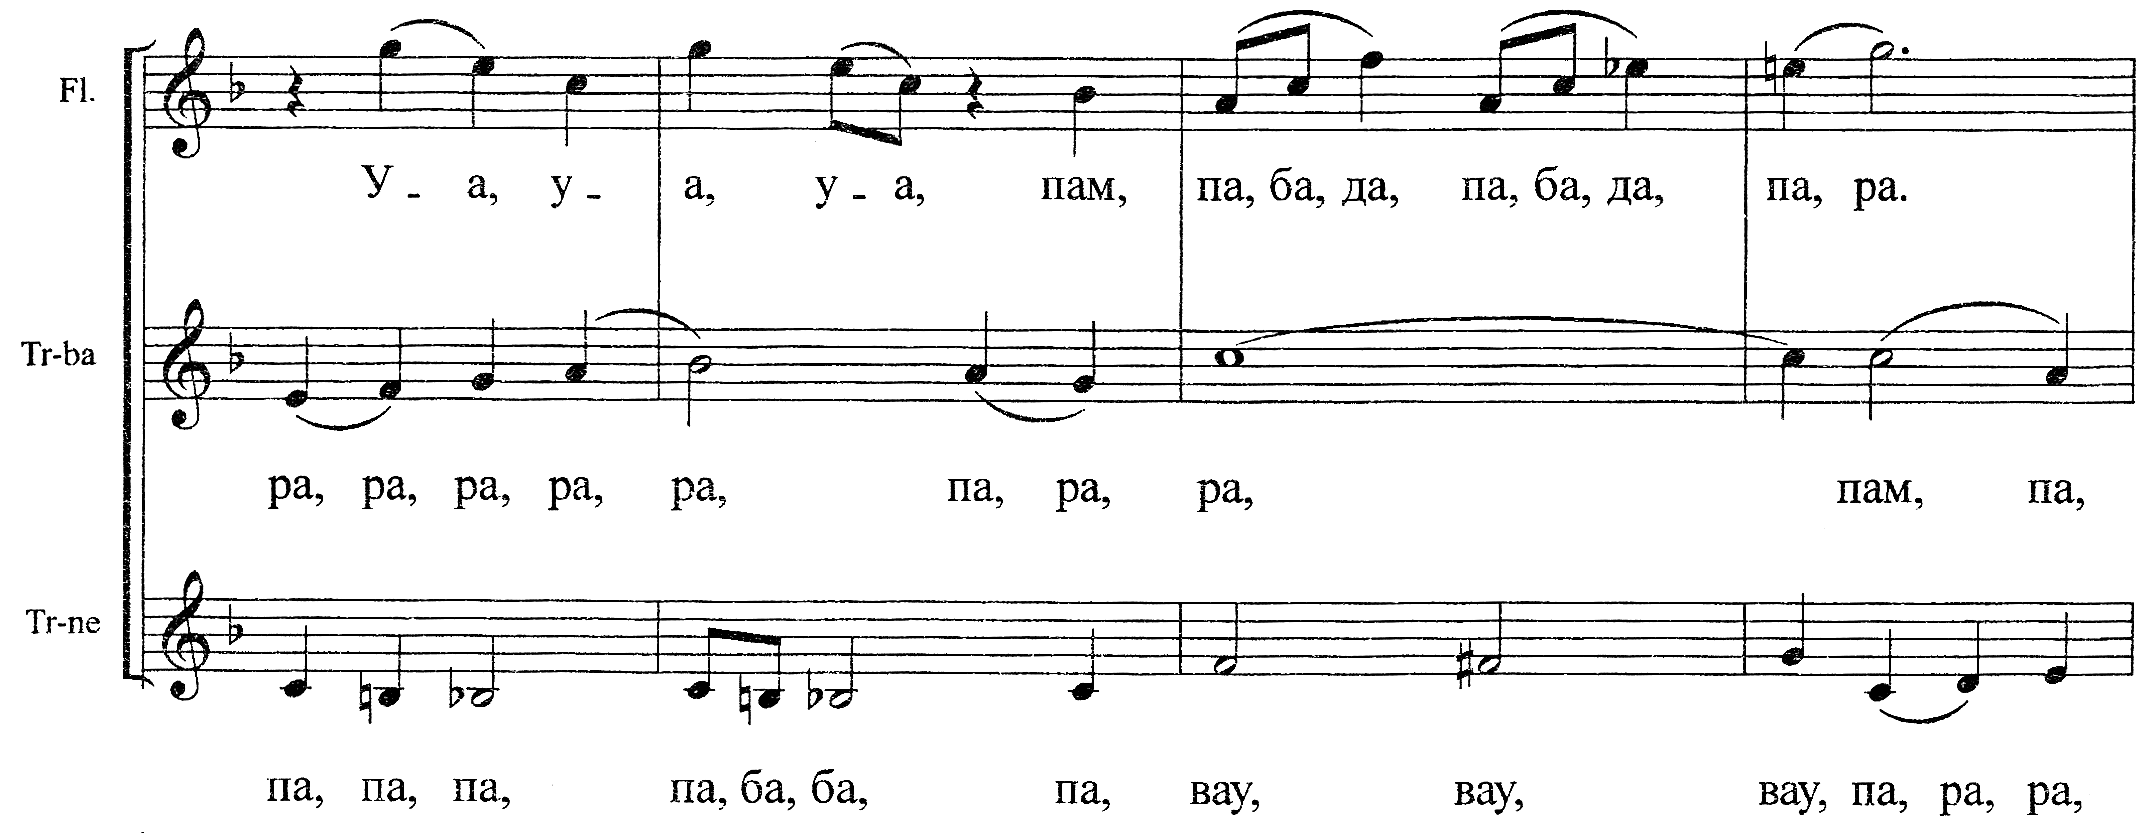 Fl.
У - а, у - а, у - а, пам, па, ба, да, па, ба, да, па, ра.
Tr-ba
ра, ра, ра, ра, ра, па, ра, ра, пам, па,
Tr-ne
па, па, па, па, ба, ба, па, вау, вау, вау, па, ра, ра,